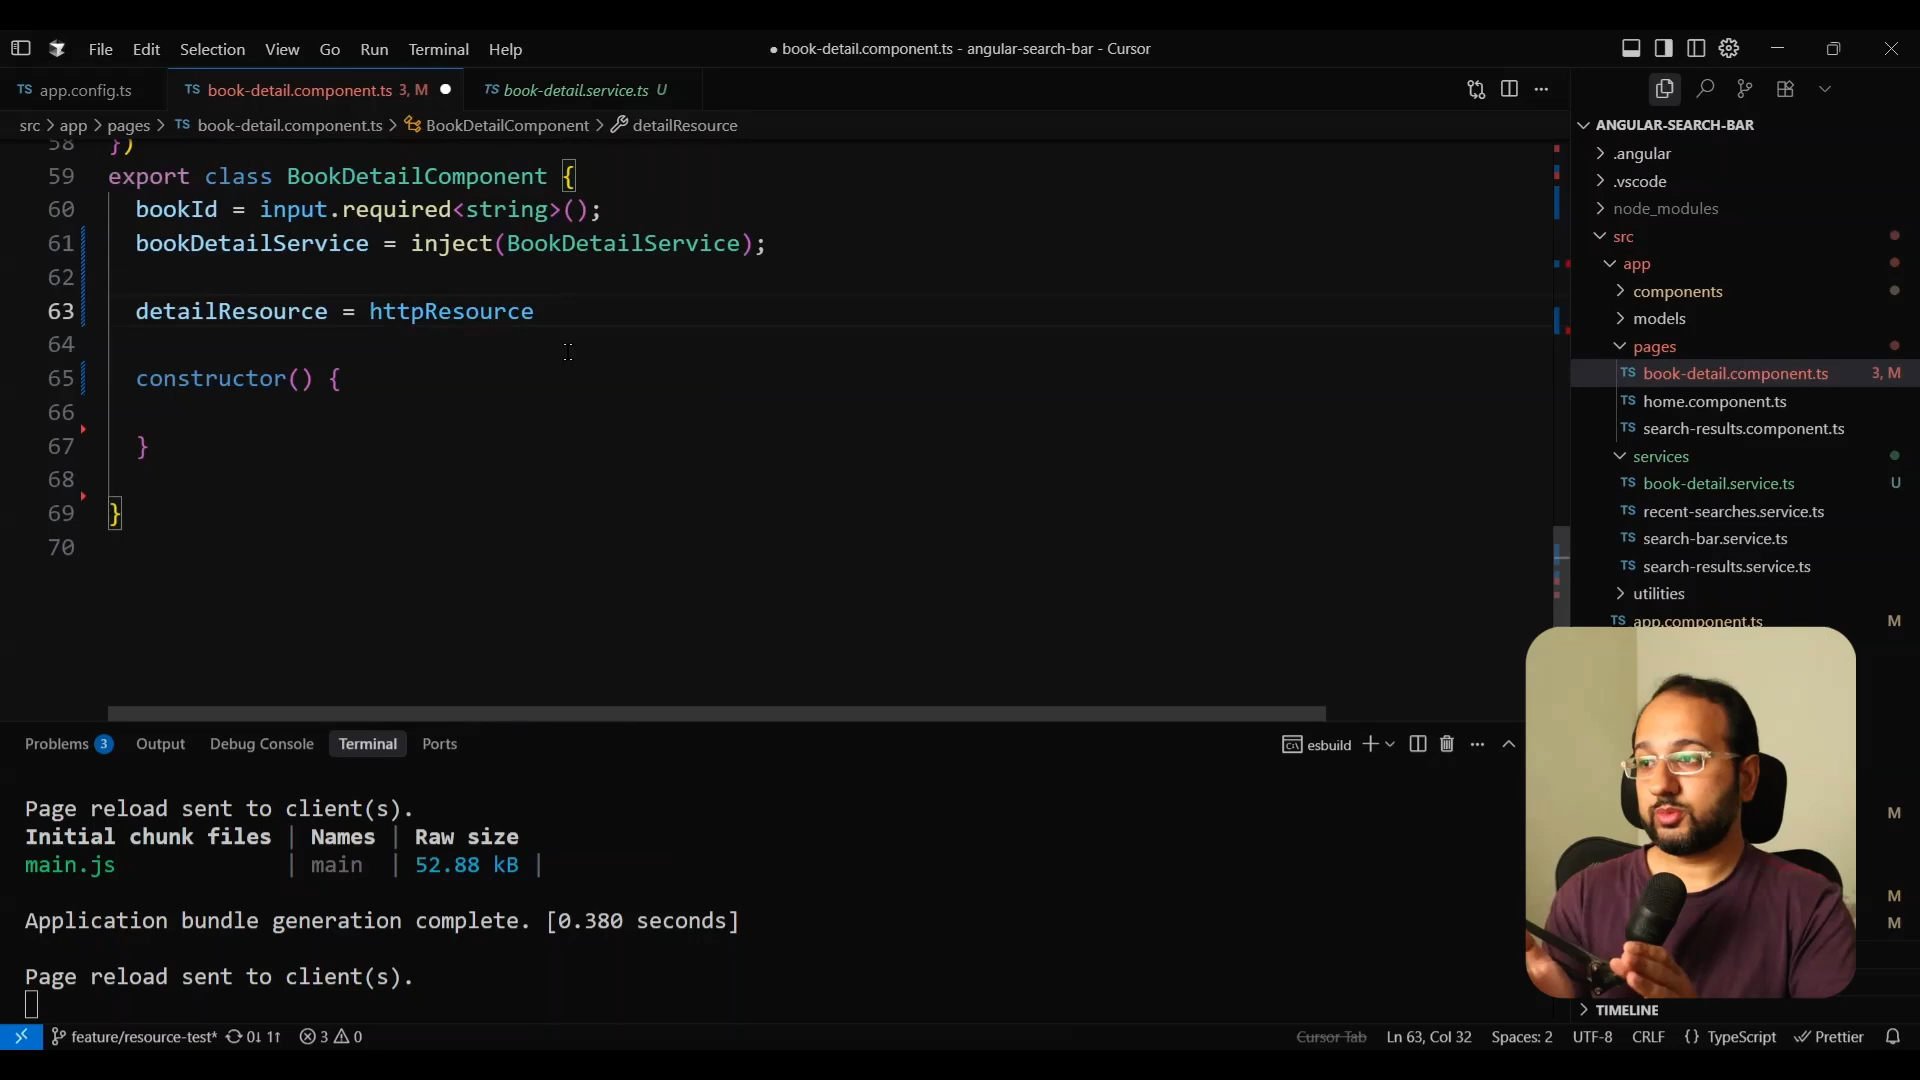 File Edit Selection View Go Run Terminal Help
● book-detail.component.ts - angular-search-bar - Cursor
TS app.config.ts
TS book-detail.component.ts 3, M ●
TS book-detail.service.ts U
src > app > pages > TS book-detail.component.ts > BookDetailComponent > detailResource
58 })
59 export class BookDetailComponent {
60 bookId = input.required<string>();
61 bookDetailService = inject(BookDetailService);
62
63 detailResource = httpResource
64
65 constructor() {
66
67 }
68
69 }
70
ANGULAR-SEARCH-BAR
.angular
.vscode
node_modules
src
app
components
models
pages
TS book-detail.component.ts 3, M
TS home.component.ts
TS search-results.component.ts
services
TS book-detail.service.ts U
TS recent-searches.service.ts
TS search-bar.service.ts
TS search-results.service.ts
utilities
TS app.component.ts M
M
M
M
TIMELINE
Problems 3 Output Debug Console Terminal Ports
esbuild
Page reload sent to client(s).
Initial chunk files | Names | Raw size
main.js | main | 52.88 kB |
Application bundle generation complete. [0.380 seconds]
Page reload sent to client(s).
feature/resource-test* 0↓ 1↑ 3 0
Cursor Tab Ln 63, Col 32 Spaces: 2 UTF-8 CRLF {} TypeScript Prettier